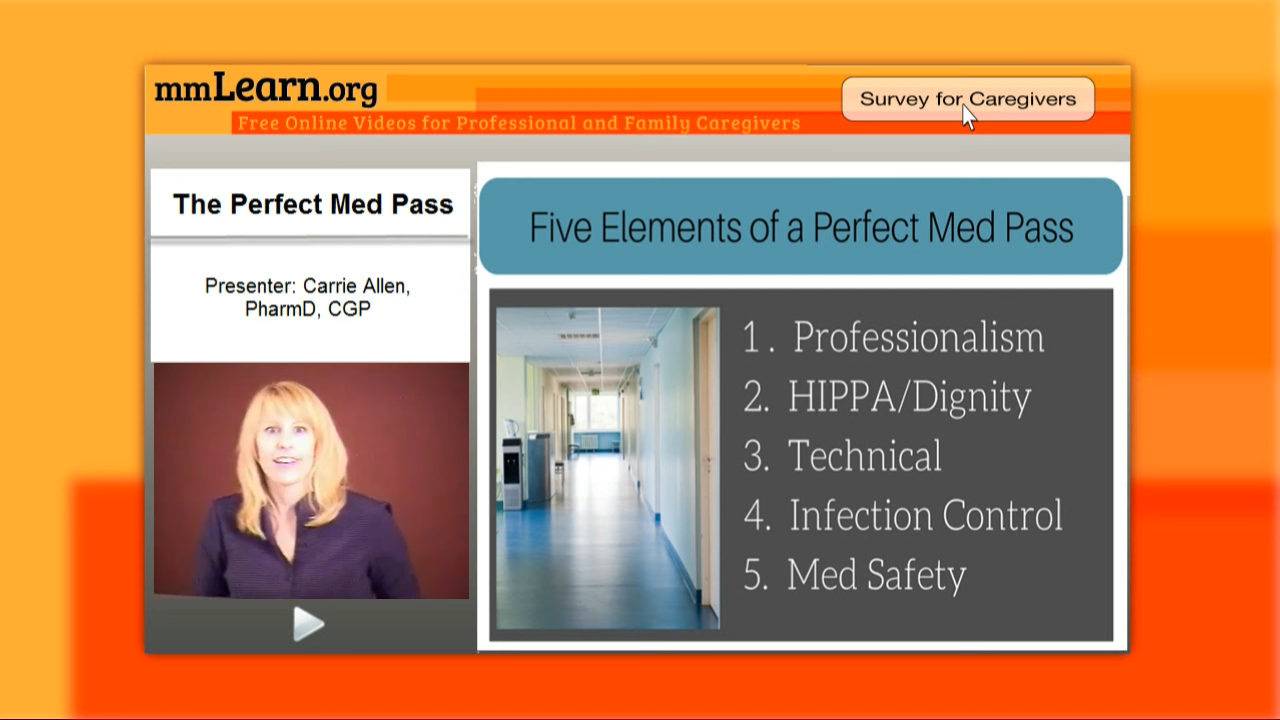 mmLearn.org
Free Online Videos for Professional and Family Caregivers
Survey for Caregivers
The Perfect Med Pass
Presenter: Carrie Allen,
PharmD, CGP
Five Elements of a Perfect Med Pass
1. Professionalism
2. HIPPA/Dignity
3. Technical
4. Infection Control
5. Med Safety